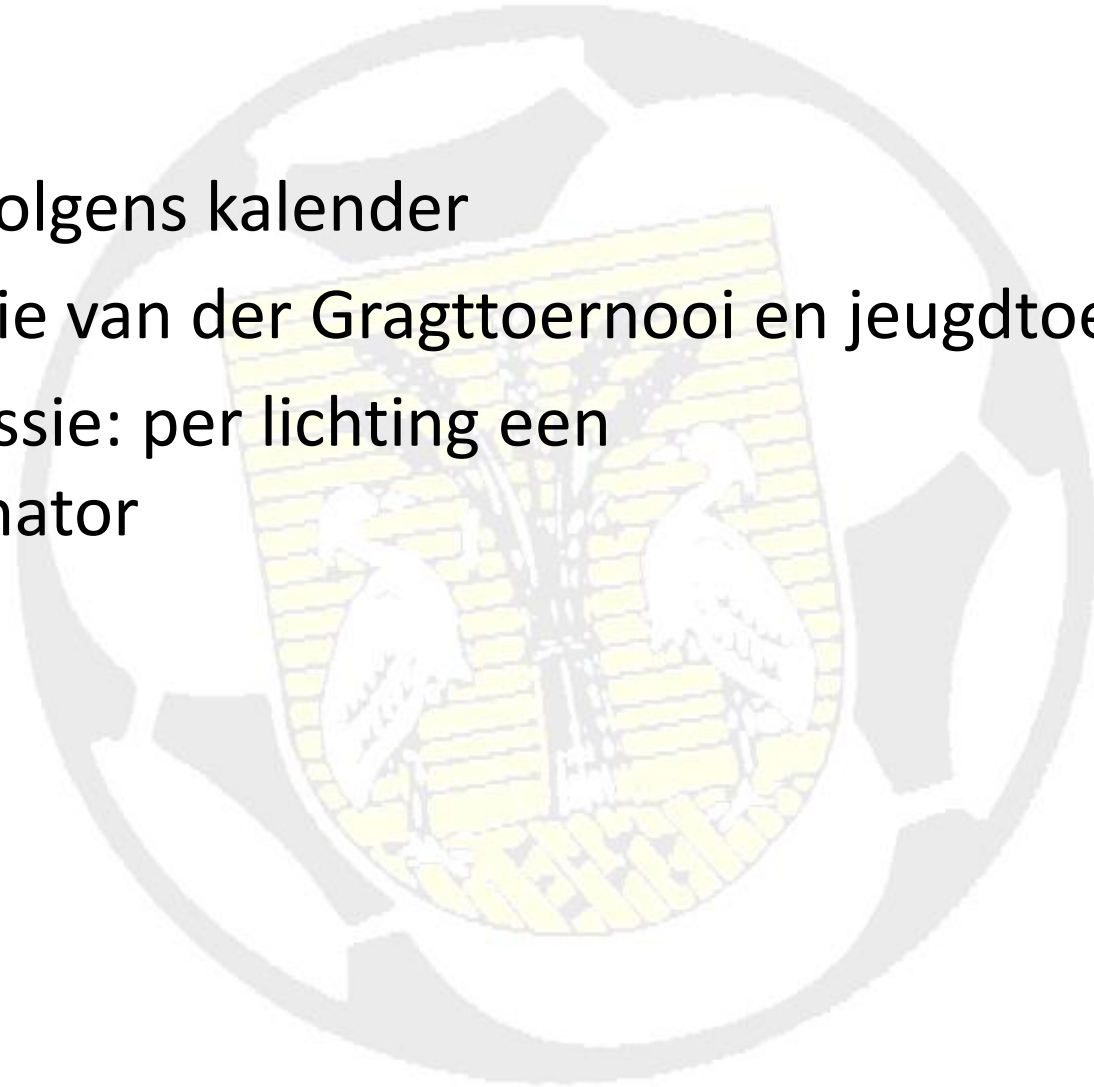 olgens kalender
ie van der Gragttoernooi en jeugdtoe
ssie: per lichting een
nator